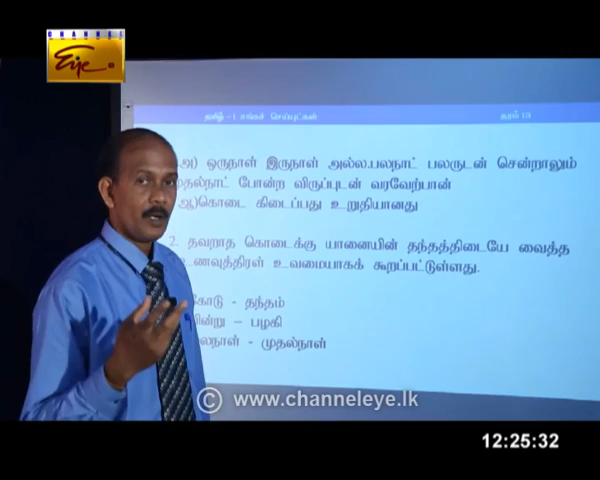 CHANNEL
Eye
தமிழ் -1 சங்கச் செய்யுட்கள் தரம் 13
அ) ஒருநாள் இருநாள் அல்ல.பலநாட் பலருடன் சென்றாலும்
முதல்நாட் போன்ற விருப்புடன் வரவேற்பான்
ஆ)கொடை கிடைப்பது உறுதியானது
2. தவறாத கொடைக்கு யானையின் தந்தத்திடையே வைத்த
உணவுத்திரள் உவமையாகக் கூறப்பட்டுள்ளது.
கோடு - தந்தம்
– பழகி
- முதல்நாள்
© www.channeleye.lk
12:25:32